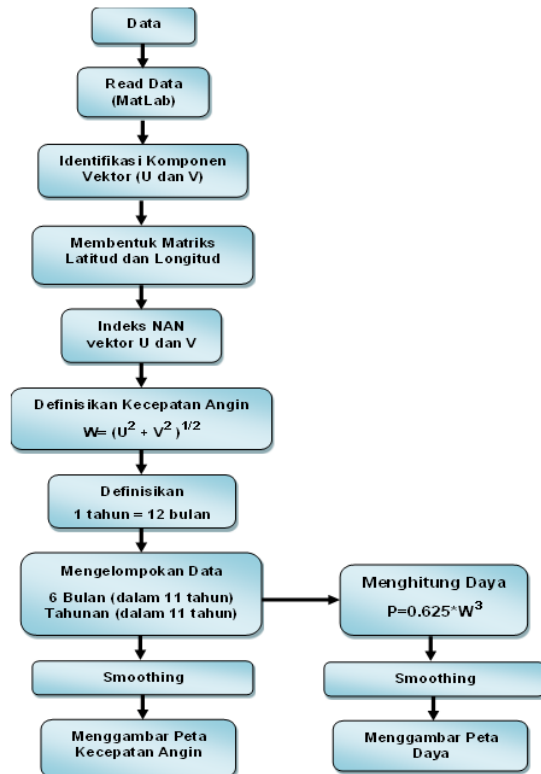 Data
Read Data
(MatLab)
Identifikasi Komponen
Vektor (U dan V)
Membentuk Matriks
Latitud dan Longitud
Indeks NAN
vektor U dan V
Definisikan Kecepatan Angin
W= (U² + V² )¹/²
Definisikan
1 tahun = 12 bulan
Mengelompokan Data
6 Bulan (dalam 11 tahun)
Tahunan (dalam 11 tahun)
Smoothing
Menggambar Peta
Kecepatan Angin
Menghitung Daya
P=0.625*W³
Smoothing
Menggambar Peta
Daya